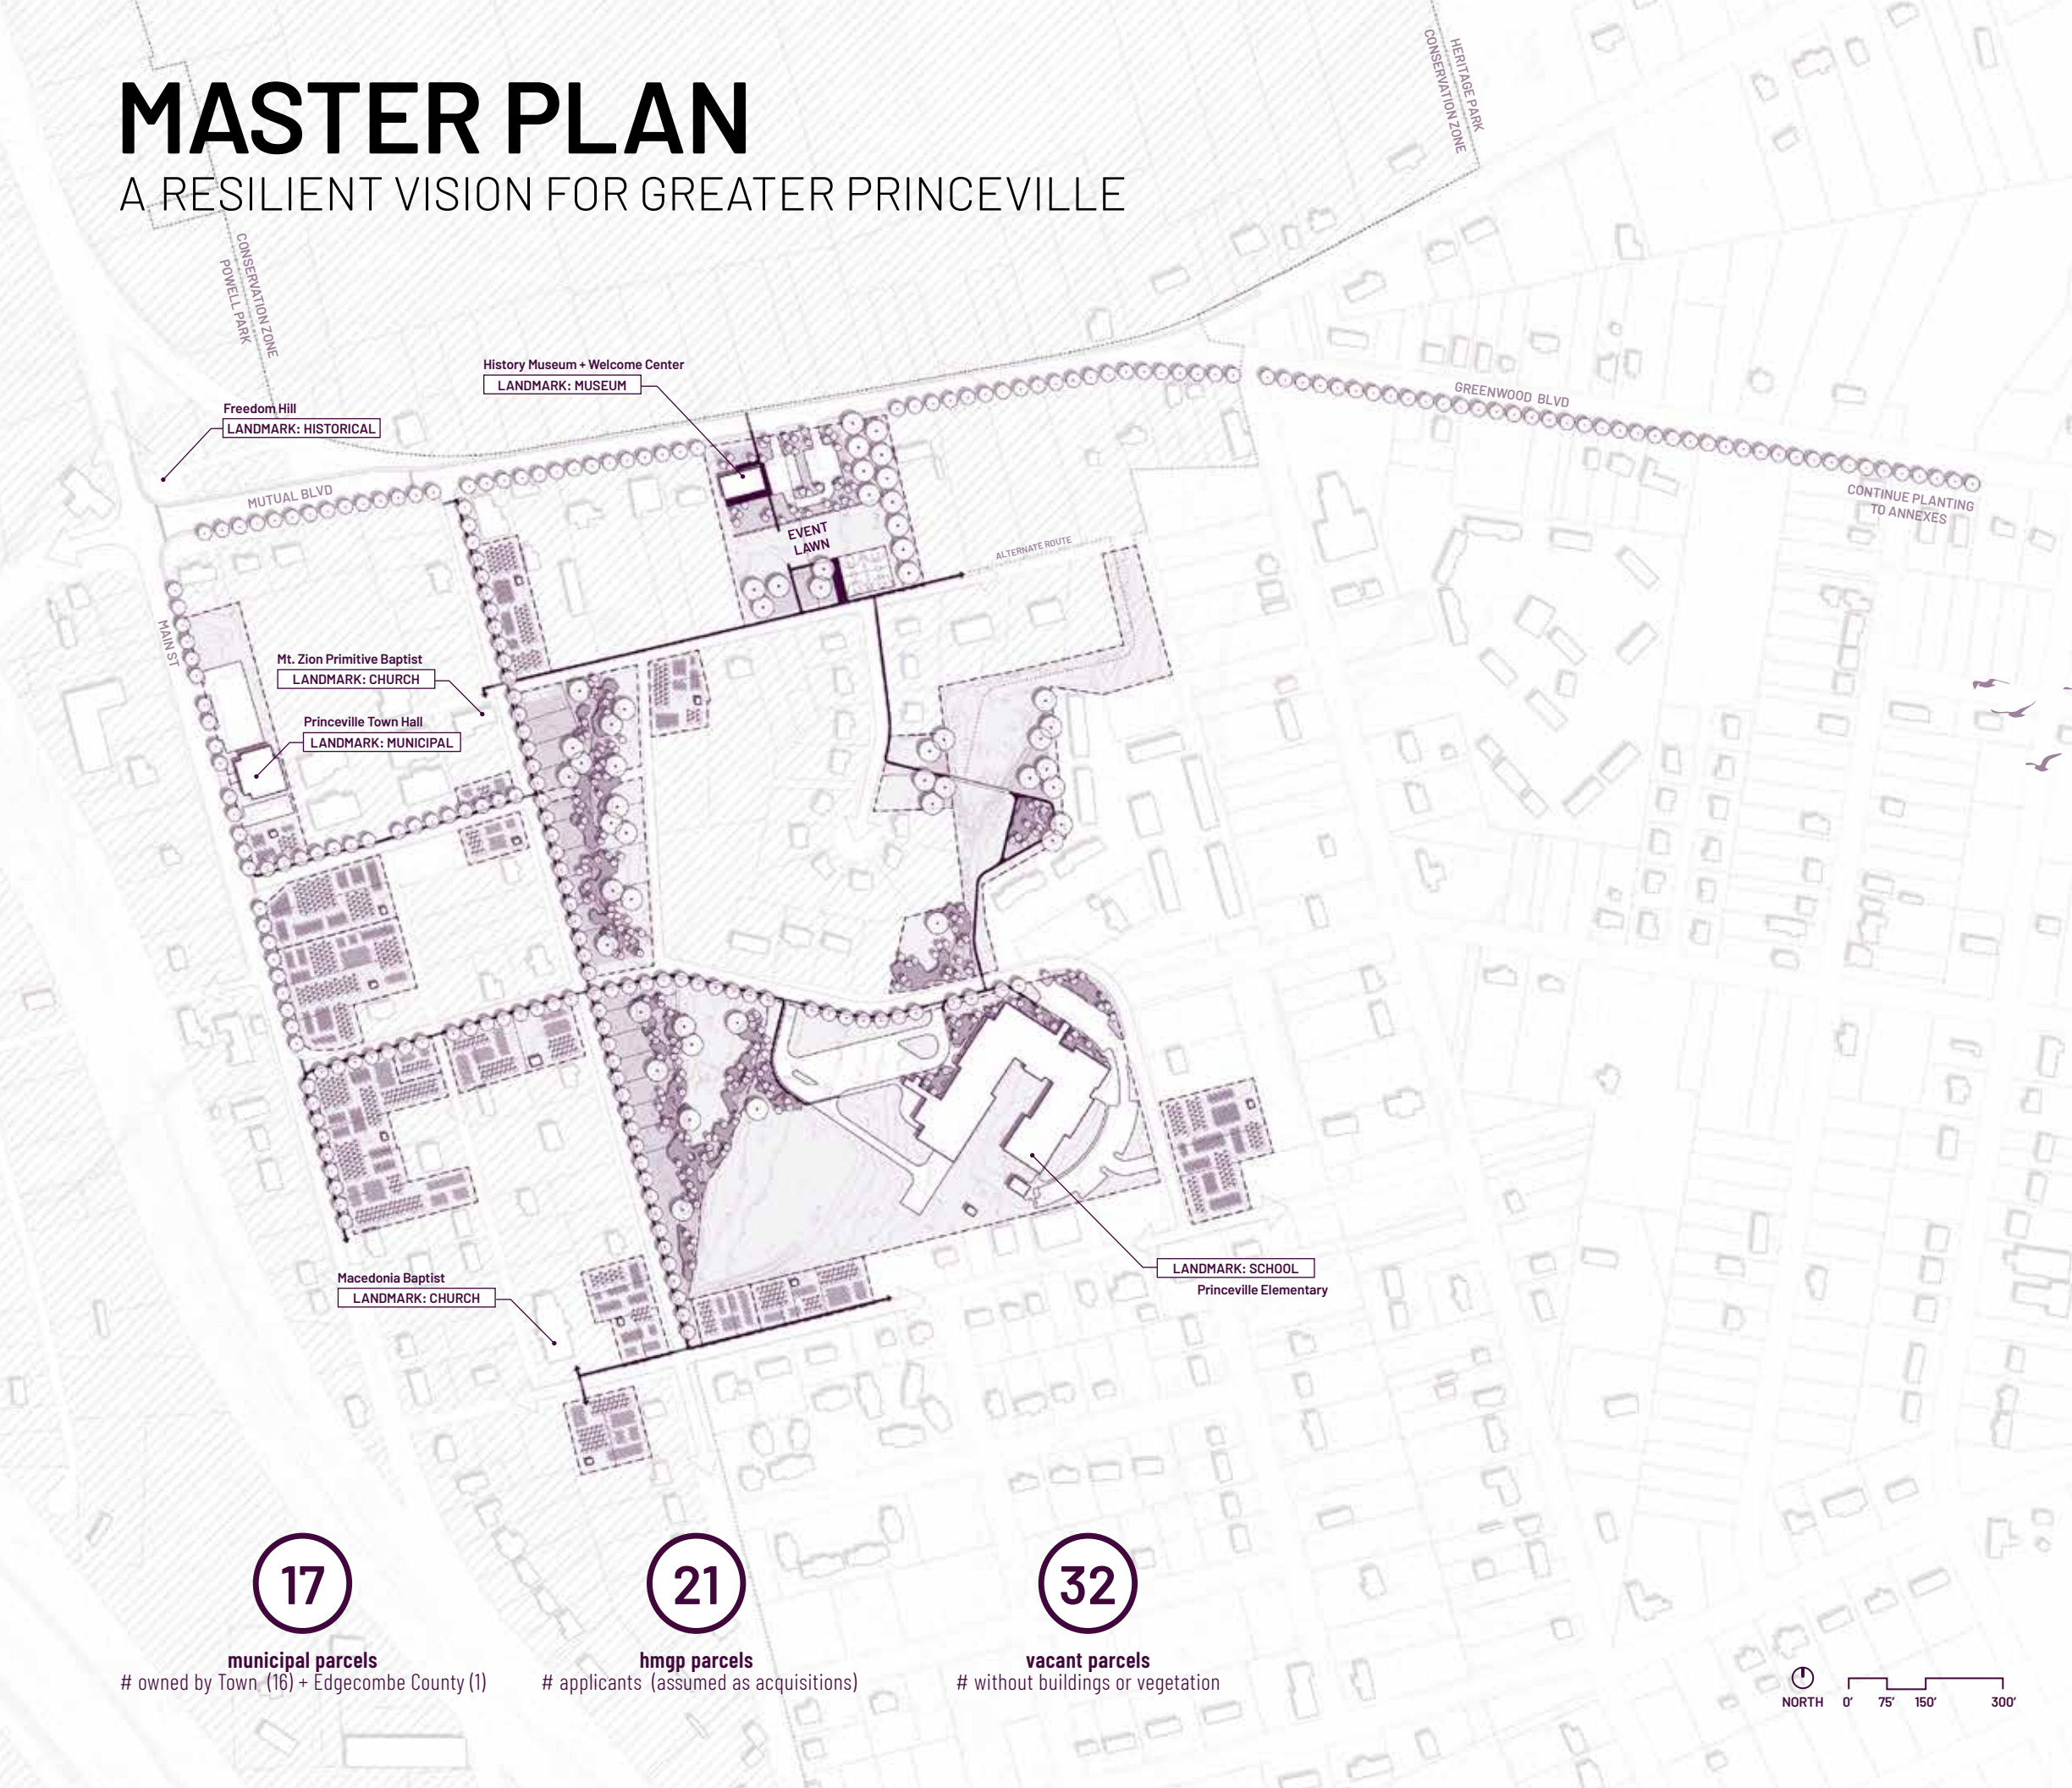 MASTER PLAN
A RESILIENT VISION FOR GREATER PRINCEVILLE
HERITAGE PARK
CONSERVATION ZONE
CONSERVATION ZONE
POWELL PARK
History Museum + Welcome Center
LANDMARK: MUSEUM
Freedom Hill
LANDMARK: HISTORICAL
MUTUAL BLVD
GREENWOOD BLVD
CONTINUE PLANTING
TO ANNEXES
EVENT
LAWN
ALTERNATE ROUTE
MAIN ST
Mt. Zion Primitive Baptist
LANDMARK: CHURCH
Princeville Town Hall
LANDMARK: MUNICIPAL
Macedonia Baptist
LANDMARK: CHURCH
LANDMARK: SCHOOL
Princeville Elementary
17
municipal parcels
# owned by Town (16) + Edgecombe County (1)
21
hmgp parcels
# applicants (assumed as acquisitions)
32
vacant parcels
# without buildings or vegetation
NORTH 0' 75' 150' 300'